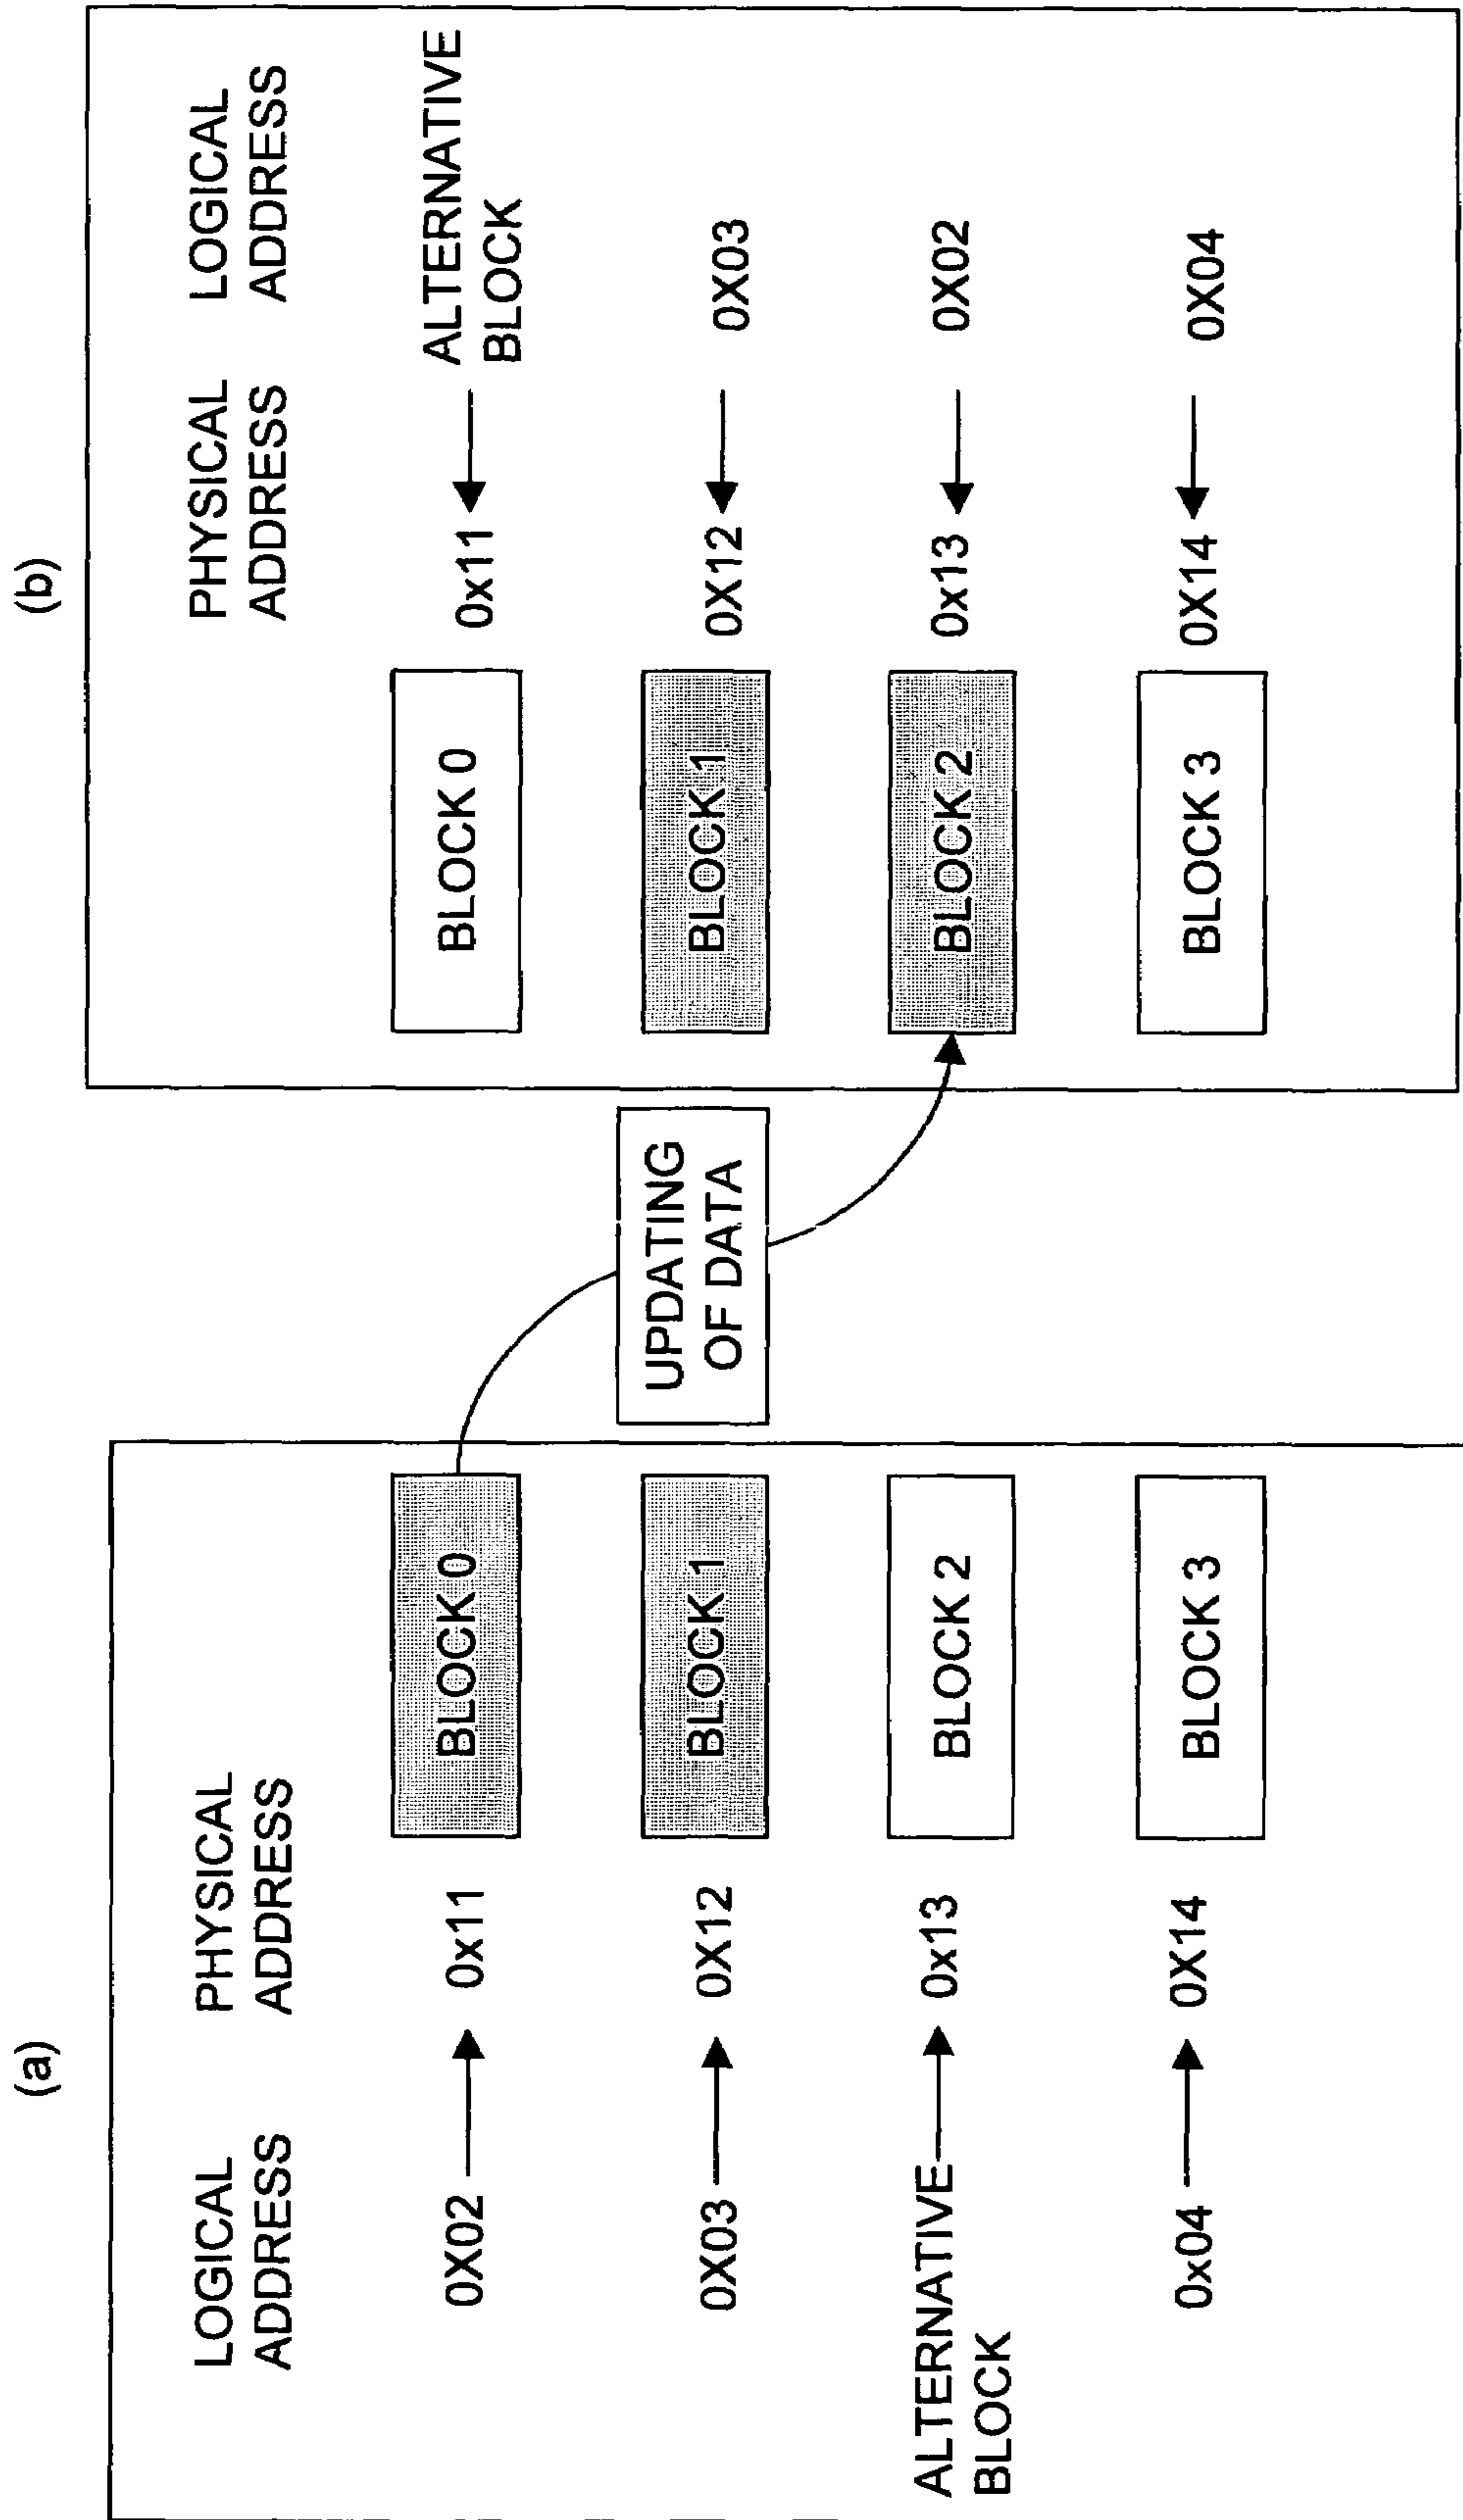 (a)
LOGICAL ADDRESS
PHYSICAL ADDRESS
0X02
0x11
BLOCK 0
0X03
0X12
BLOCK 1
ALTERNATIVE BLOCK
0x13
BLOCK 2
0x04
0X14
BLOCK 3
UPDATING
OF DATA
(b)
PHYSICAL ADDRESS
LOGICAL ADDRESS
BLOCK 0
0x11
ALTERNATIVE BLOCK
BLOCK 1
0X12
0X03
BLOCK 2
0x13
0X02
BLOCK 3
0X14
0X04